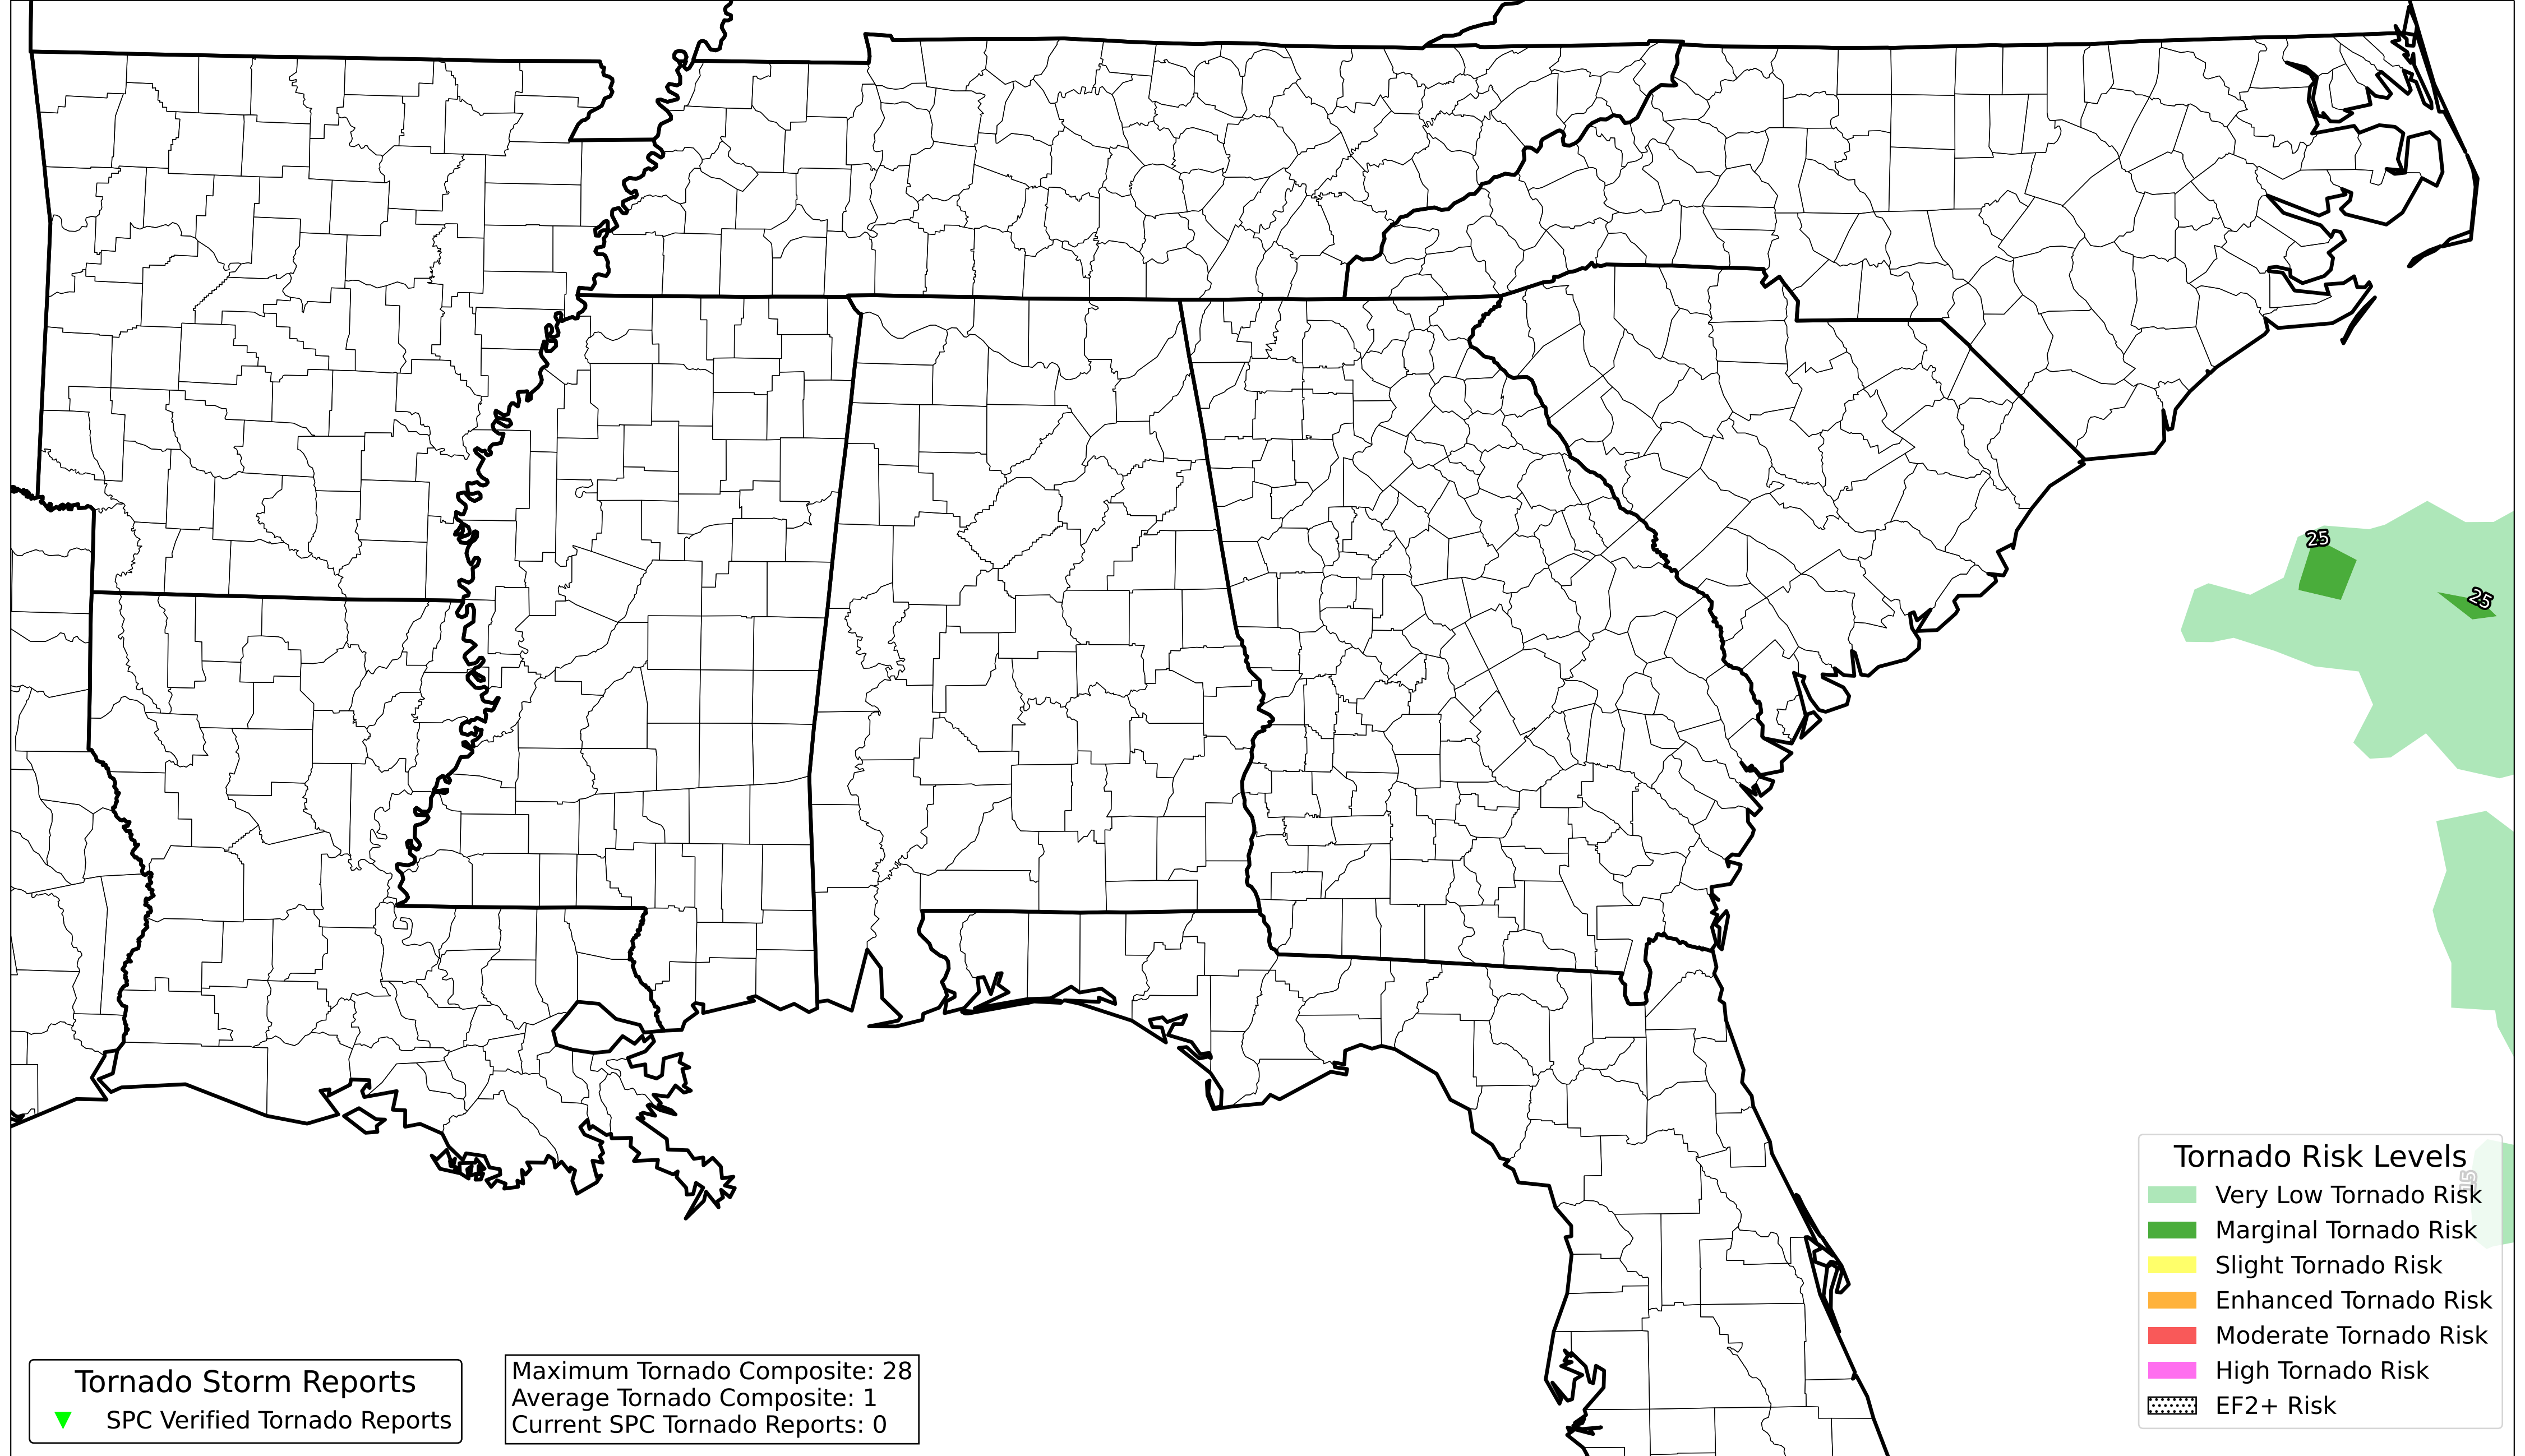 25
25
Tornado Risk Levels
15
Very Low Tornado Risk
Marginal Tornado Risk
Slight Tornado Risk
Enhanced Tornado Risk
Moderate Tornado Risk
High Tornado Risk
EF2+ Risk
Tornado Storm Reports
SPC Verified Tornado Reports
Maximum Tornado Composite: 28
Average Tornado Composite: 1
Current SPC Tornado Reports: 0